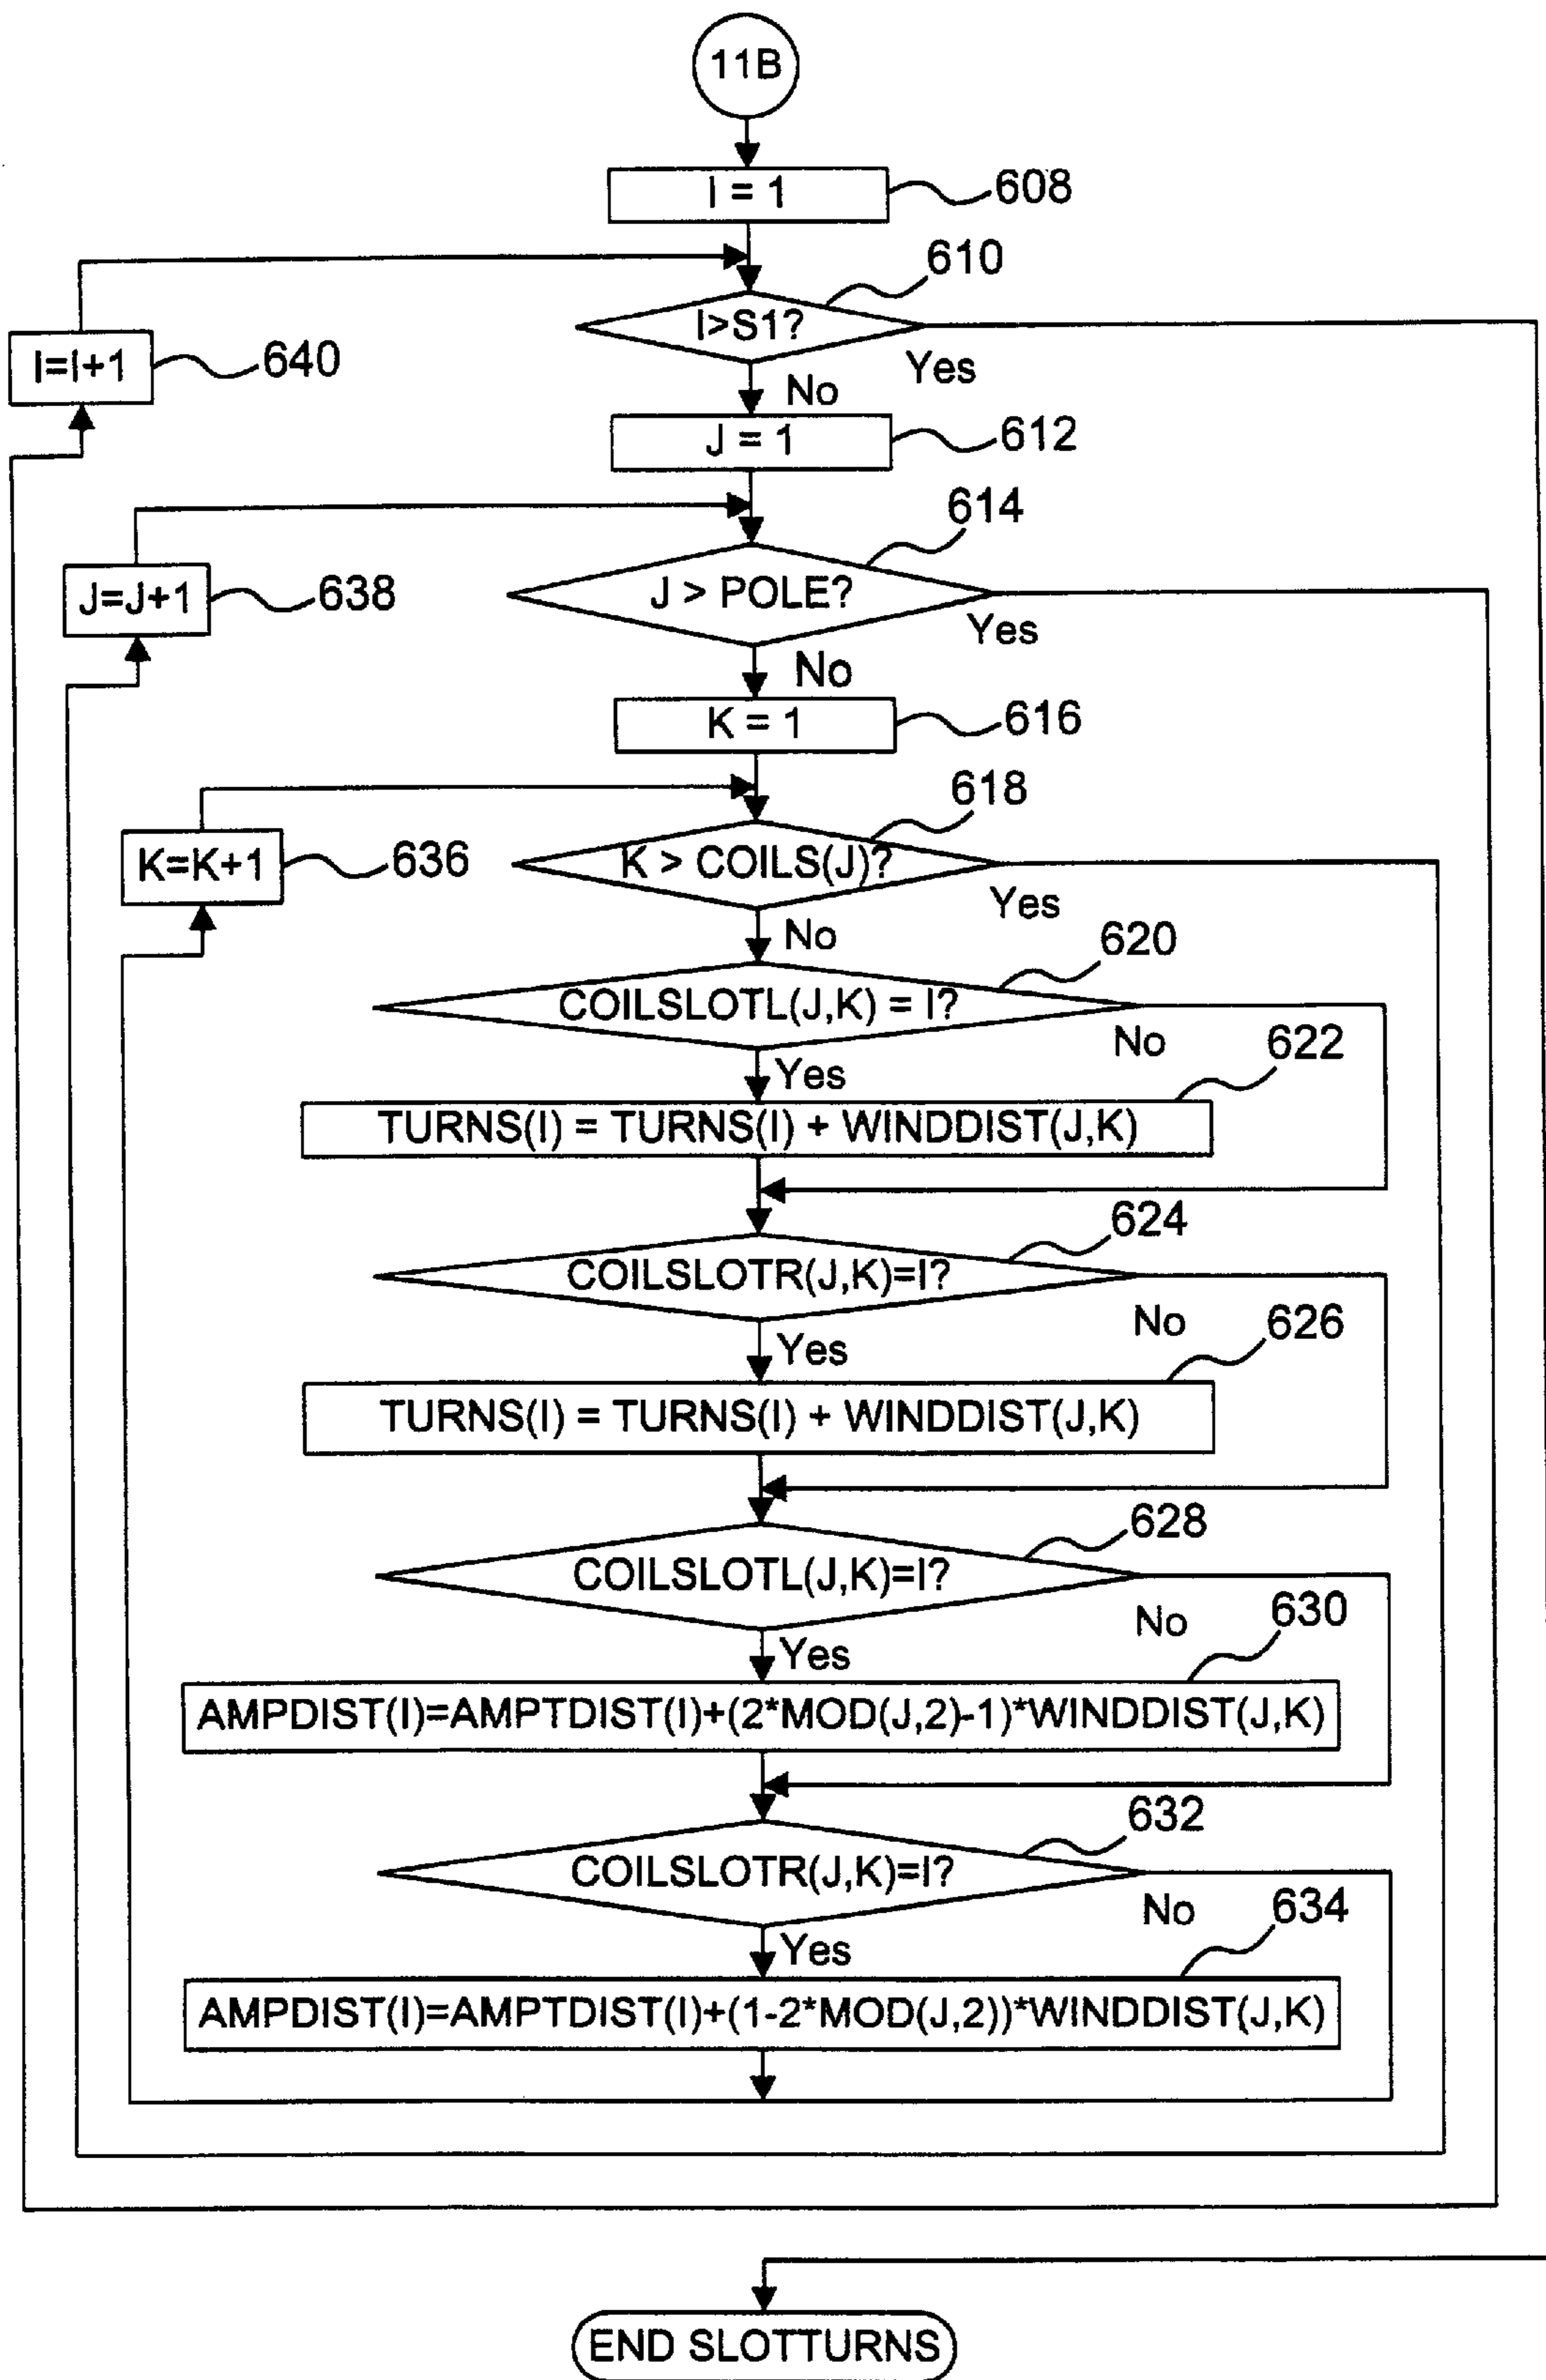 11B
I = 1
608
610
I>S1?
Yes
I=I+1
640
No
J = 1
612
614
J > POLE?
Yes
J=J+1
638
No
K = 1
616
618
K > COILS(J)?
Yes
K=K+1
636
No
620
COILSLOTL(J,K) = I?
No
622
Yes
TURNS(I) = TURNS(I) + WINDDIST(J,K)
624
COILSLOTR(J,K)=I?
No
626
Yes
TURNS(I) = TURNS(I) + WINDDIST(J,K)
628
COILSLOTL(J,K)=I?
No
630
Yes
AMPDIST(I)=AMPTDIST(I)+(2*MOD(J,2)-1)*WINDDIST(J,K)
632
COILSLOTR(J,K)=I?
No
634
Yes
AMPDIST(I)=AMPTDIST(I)+(1-2*MOD(J,2))*WINDDIST(J,K)
END SLOTTURNS